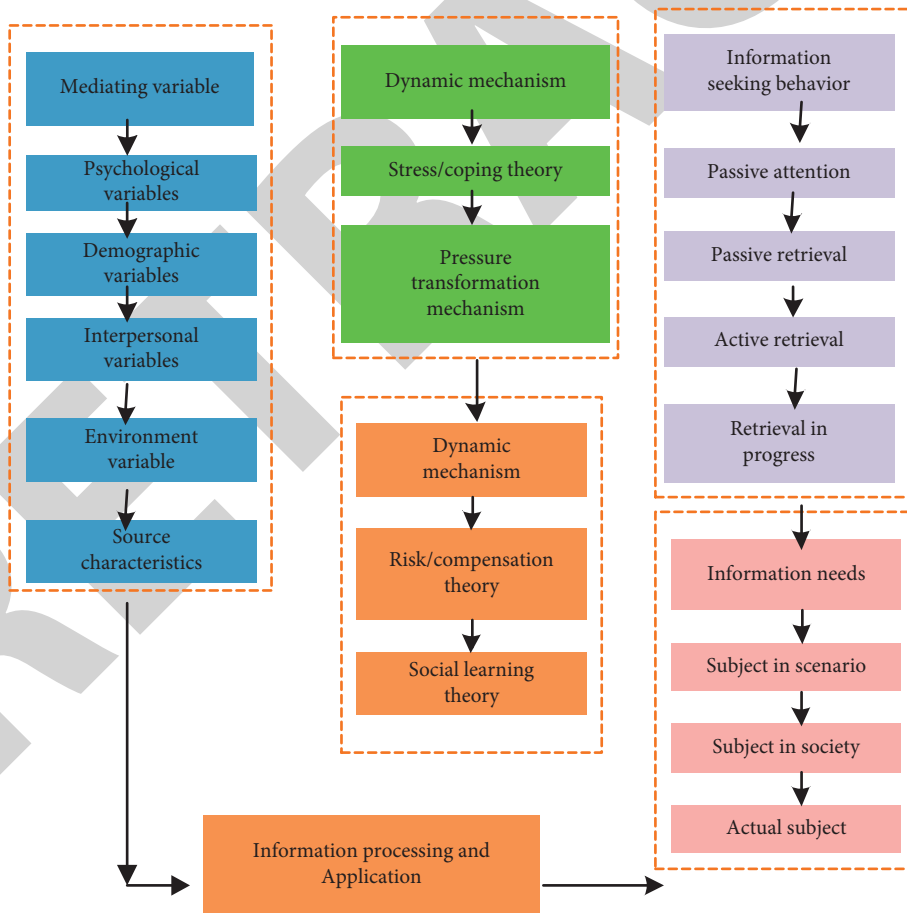 Mediating variable
Psychological
variables
Demographic
variables
Interpersonal
variables
Environment
variable
Source
characteristics
Dynamic mechanism
Stress/coping theory
Pressure
transformation
mechanism
Dynamic
mechanism
Risk/compensation
theory
Social learning
theory
Information
seeking behavior
Passive attention
Passive retrieval
Active retrieval
Retrieval in
progress
Information needs
Subject in scenario
Subject in society
Actual subject
Information processing and
Application